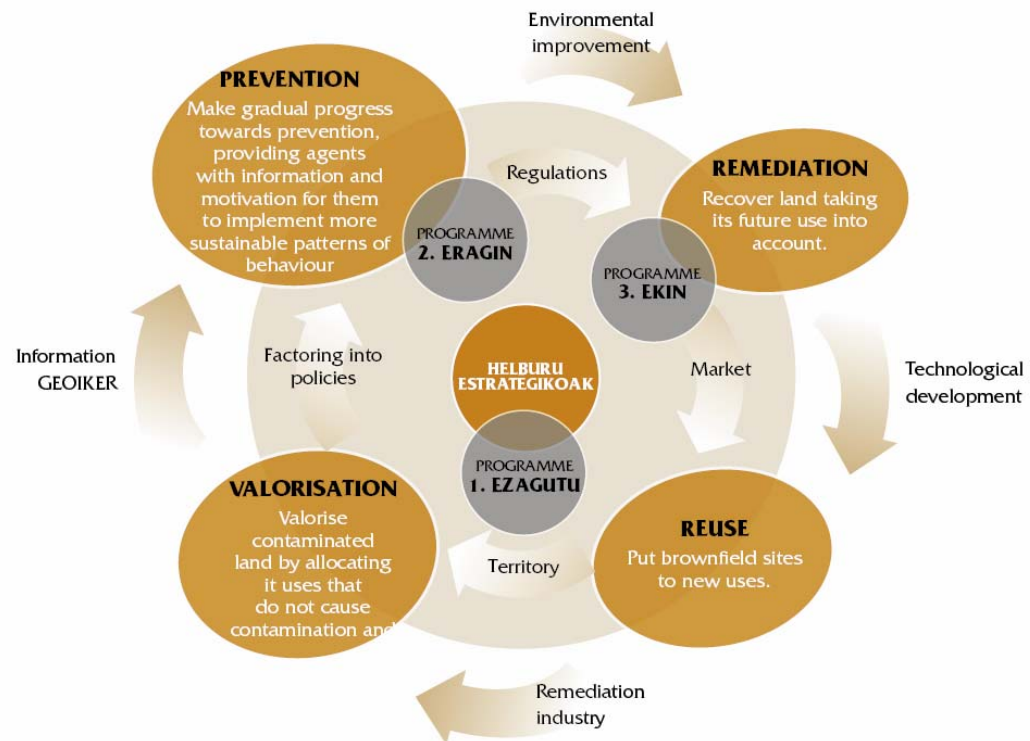 Environmental
improvement
PREVENTION
Make gradual progress
towards prevention,
providing agents
with information and
motivation for them
to implement more
sustainable patterns of
behaviour
Regulations
REMEDIATION
Recover land taking
its future use into
account.
PROGRAMME
2. ERAGIN
PROGRAMME
3. EKIN
Information
GEOIKER
Factoring into
policies
HELBURU
ESTRATEGIKOAK
Market
Technological
development
PROGRAMME
1. EZAGUTU
VALORISATION
Valorise
contaminated
land by allocating
it uses that
do not cause
contamination and
Territory
REUSE
Put brownfield sites
to new uses.
Remediation
industry